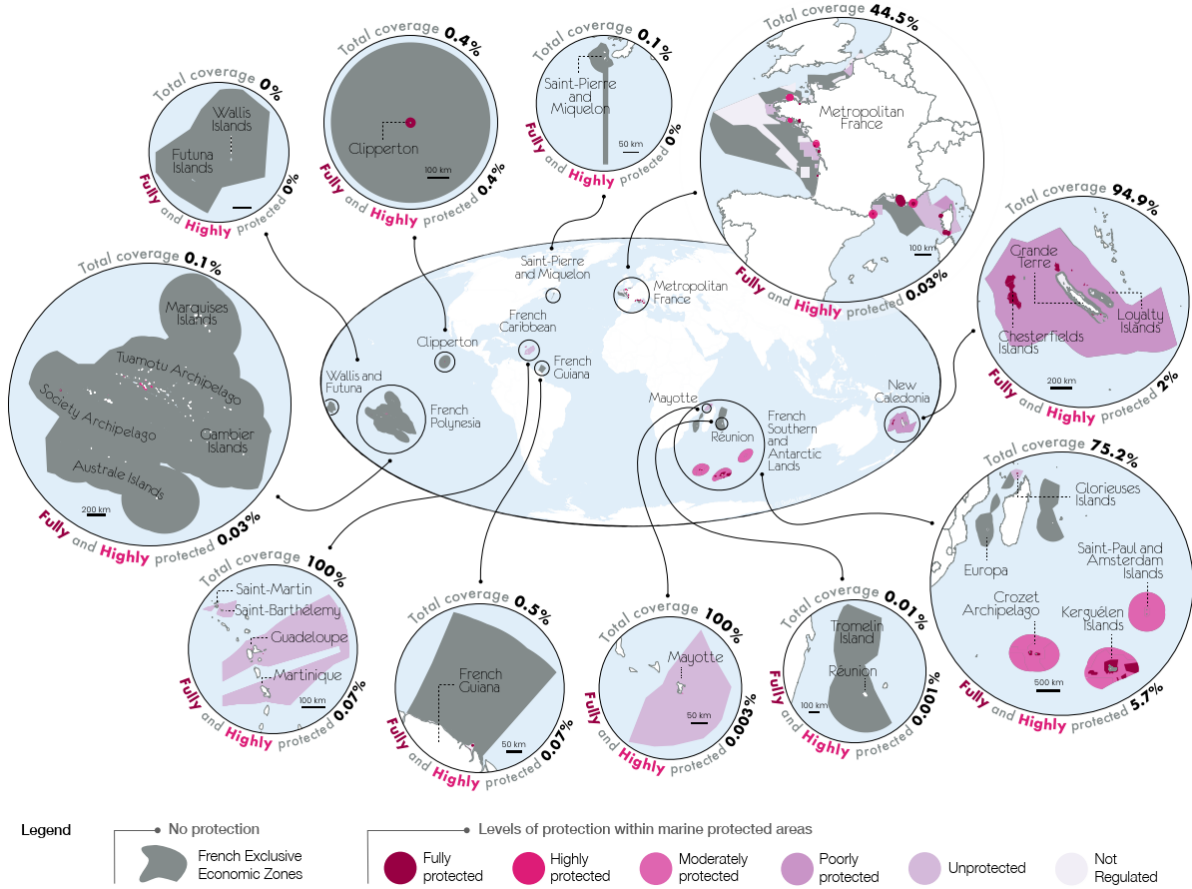 Total coverage 0%
Wallis
Islands
Futuna
Islands
Fully and Highly protected 0%
Total coverage 0.4%
Clipperton
100 km
Fully and Highly protected 0.4%
Total coverage 0.1%
Saint-Pierre
and
Miquelon
50 km
Fully and Highly protected 0%
Total coverage 44.5%
Metropolitan
France
100 km
Fully and Highly protected 0.03%
Total coverage 94.9%
Grande
Terre
Loyalty
Islands
Chesterfields
Islands
200 km
Fully and Highly protected 2%
Total coverage 0.1%
Marquises
Islands
Tuamotu Archipelago
Society Archipelago
Gambier
Islands
Australe Islands
200 km
Fully and Highly protected 0.03%
Saint-Pierre
and Miquelon
Metropolitan
France
French
Caribbean
Clipperton
French
Guiana
Wallis and
Futuna
French
Polynesia
Mayotte
Réunion
French
Southern
and
Antarctic
Lands
New
Caledonia
Total coverage 75.2%
Glorieuses
Islands
Europa
Saint-Paul and
Amsterdam
Islands
Crozet
Archipelago
Kerguélen
Islands
500 km
Fully and Highly protected 5.7%
Total coverage 100%
Saint-Martin
Saint-Barthélemy
Guadeloupe
Martinique
100 km
Fully and Highly protected 0.07%
Total coverage 0.5%
French
Guiana
50 km
Fully and Highly protected 0.07%
Total coverage 100%
Mayotte
50 km
Fully and Highly protected 0.003%
Total coverage 0.01%
Tromelin
Island
Réunion
100 km
Fully and Highly protected 0.001%
Legend
No protection
French Exclusive
Economic Zones
Levels of protection within marine protected areas
Fully
protected
Highly
protected
Moderately
protected
Poorly
protected
Unprotected
Not
Regulated